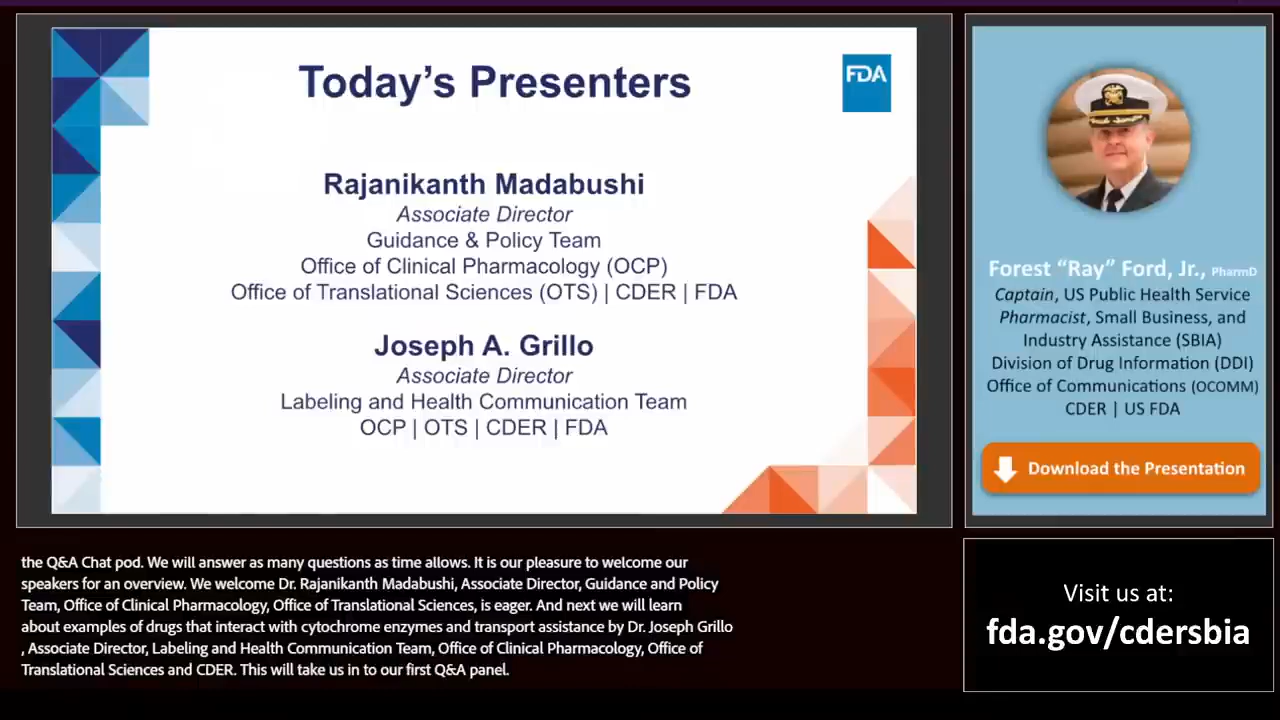 Today's Presenters
FDA
Rajanikanth Madabushi
Associate Director
Guidance & Policy Team
Office of Clinical Pharmacology (OCP)
Office of Translational Sciences (OTS) | CDER | FDA
Joseph A. Grillo
Associate Director
Labeling and Health Communication Team
OCP | OTS | CDER | FDA
Forest “Ray” Ford, Jr., PharmD
Captain, US Public Health Service
Pharmacist, Small Business, and
Industry Assistance (SBIA)
Division of Drug Information (DDI)
Office of Communications (OCOMM)
CDER | US FDA
Download the Presentation
the Q&A Chat pod. We will answer as many questions as time allows. It is our pleasure to welcome our
speakers for an overview. We welcome Dr. Rajanikanth Madabushi, Associate Director, Guidance and Policy
Team, Office of Clinical Pharmacology, Office of Translational Sciences, is eager. And next we will learn
about examples of drugs that interact with cytochrome enzymes and transport assistance by Dr. Joseph Grillo
, Associate Director, Labeling and Health Communication Team, Office of Clinical Pharmacology, Office of
Translational Sciences and CDER. This will take us in to our first Q&A panel.
Visit us at:
fda.gov/cdersbia